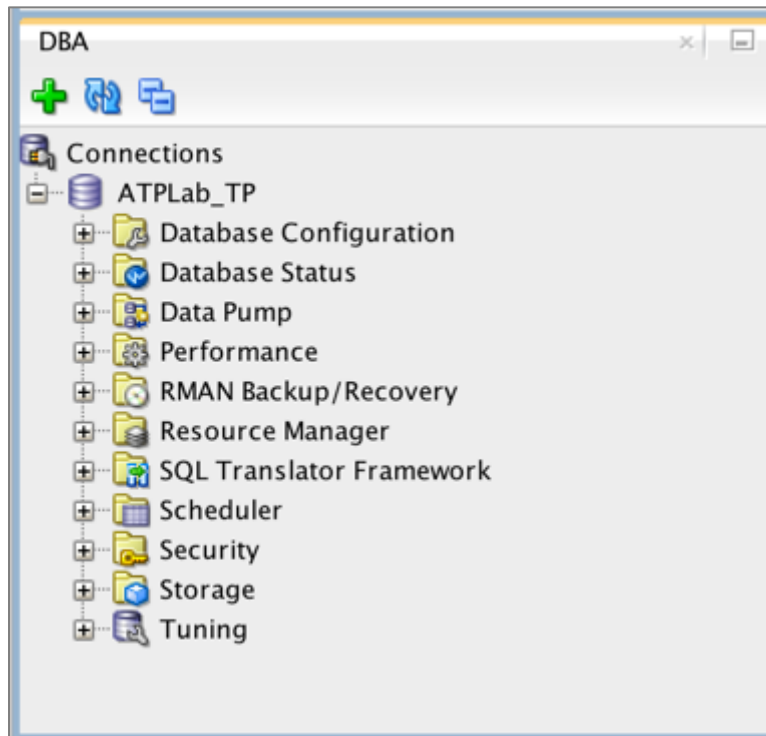 DBA
Connections
ATPLab_TP
Database Configuration
Database Status
Data Pump
Performance
RMAN Backup/Recovery
Resource Manager
SQL Translator Framework
Scheduler
Security
Storage
Tuning